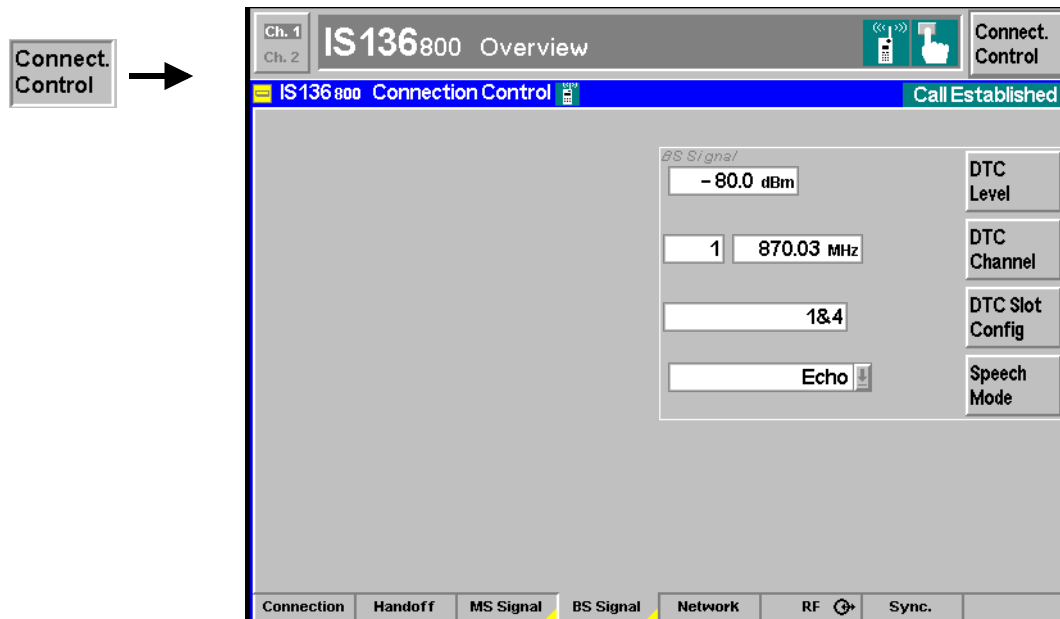 Connect.
Control
Ch. 1
Ch. 2
IS136 800 Overview
Connect.
Control
IS136 800 Connection Control
Call Established
BS Signal
– 80.0 dBm
DTC
Level
1 870.03 MHz
DTC
Channel
1&4
DTC Slot
Config
Echo
Speech
Mode
Connection Handoff MS Signal BS Signal Network RF Sync.